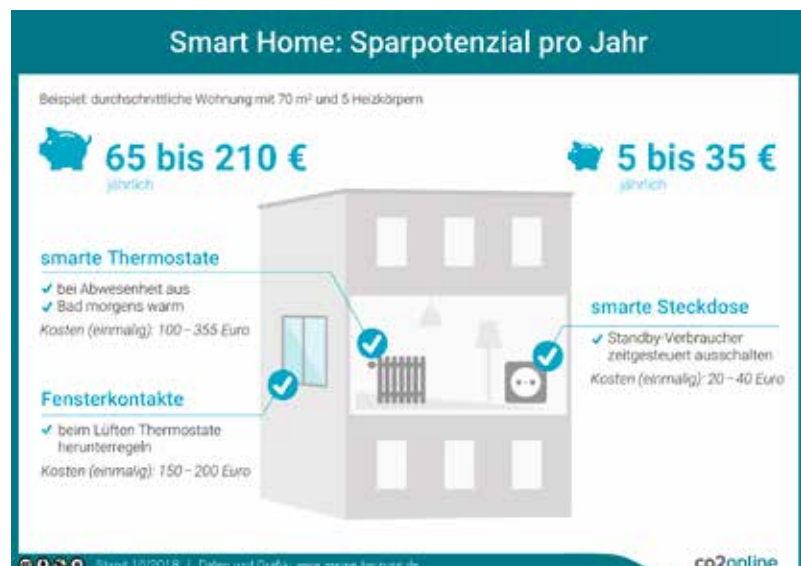 Smart Home: Sparpotenzial pro Jahr
Beispiel: durchschnittliche Wohnung mit 70 m² und 5 Heizkörpern
65 bis 210 €
jährlich
5 bis 35 €
jährlich
smarte Thermostate
✔ bei Abwesenheit aus
✔ Bad morgens warm
Kosten (einmalig): 100 – 355 Euro
Fensterkontakte
✔ beim Lüften Thermostate
herunterregeln
Kosten (einmalig): 150 – 200 Euro
smarte Steckdose
✔ Standby-Verbraucher
zeitgesteuert ausschalten
Kosten (einmalig): 20 – 40 Euro
Stand 10/2018 | Daten und Grafik:
co2online